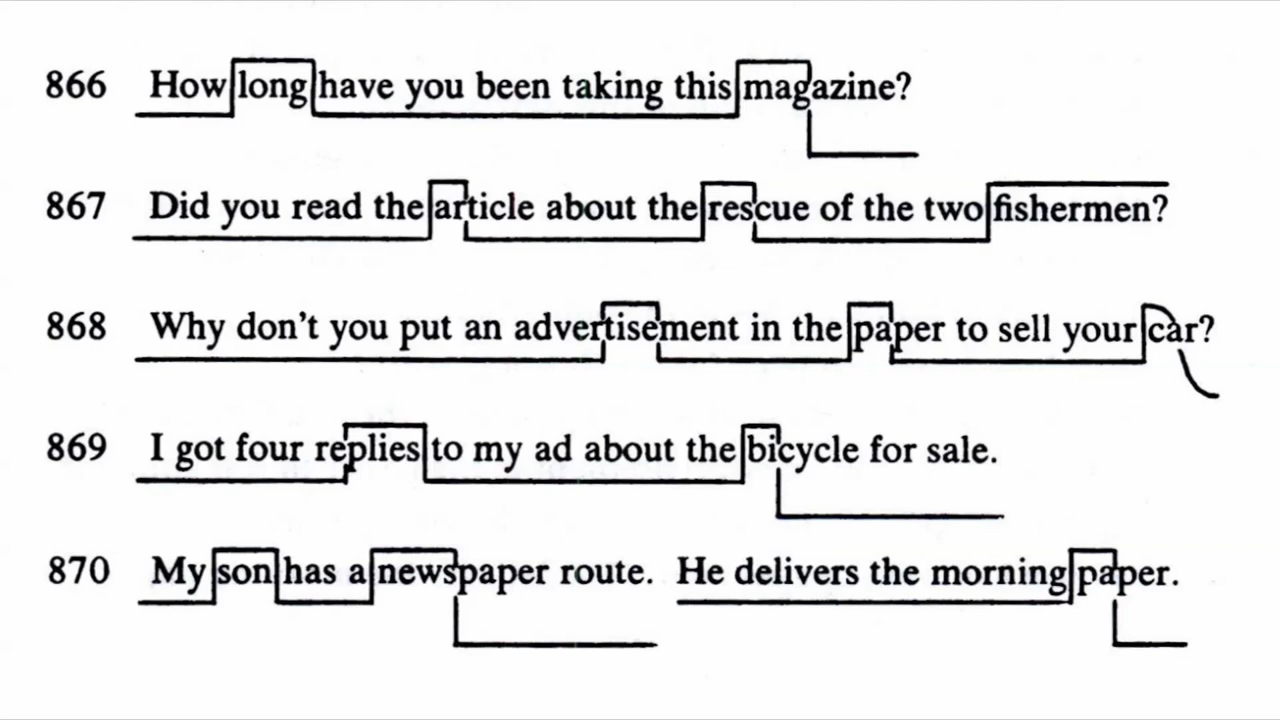 866 How long have you been taking this magazine?
867 Did you read the article about the rescue of the two fishermen?
868 Why don't you put an advertisement in the paper to sell your car?
869 I got four replies to my ad about the bicycle for sale.
870 My son has a newspaper route. He delivers the morning paper.